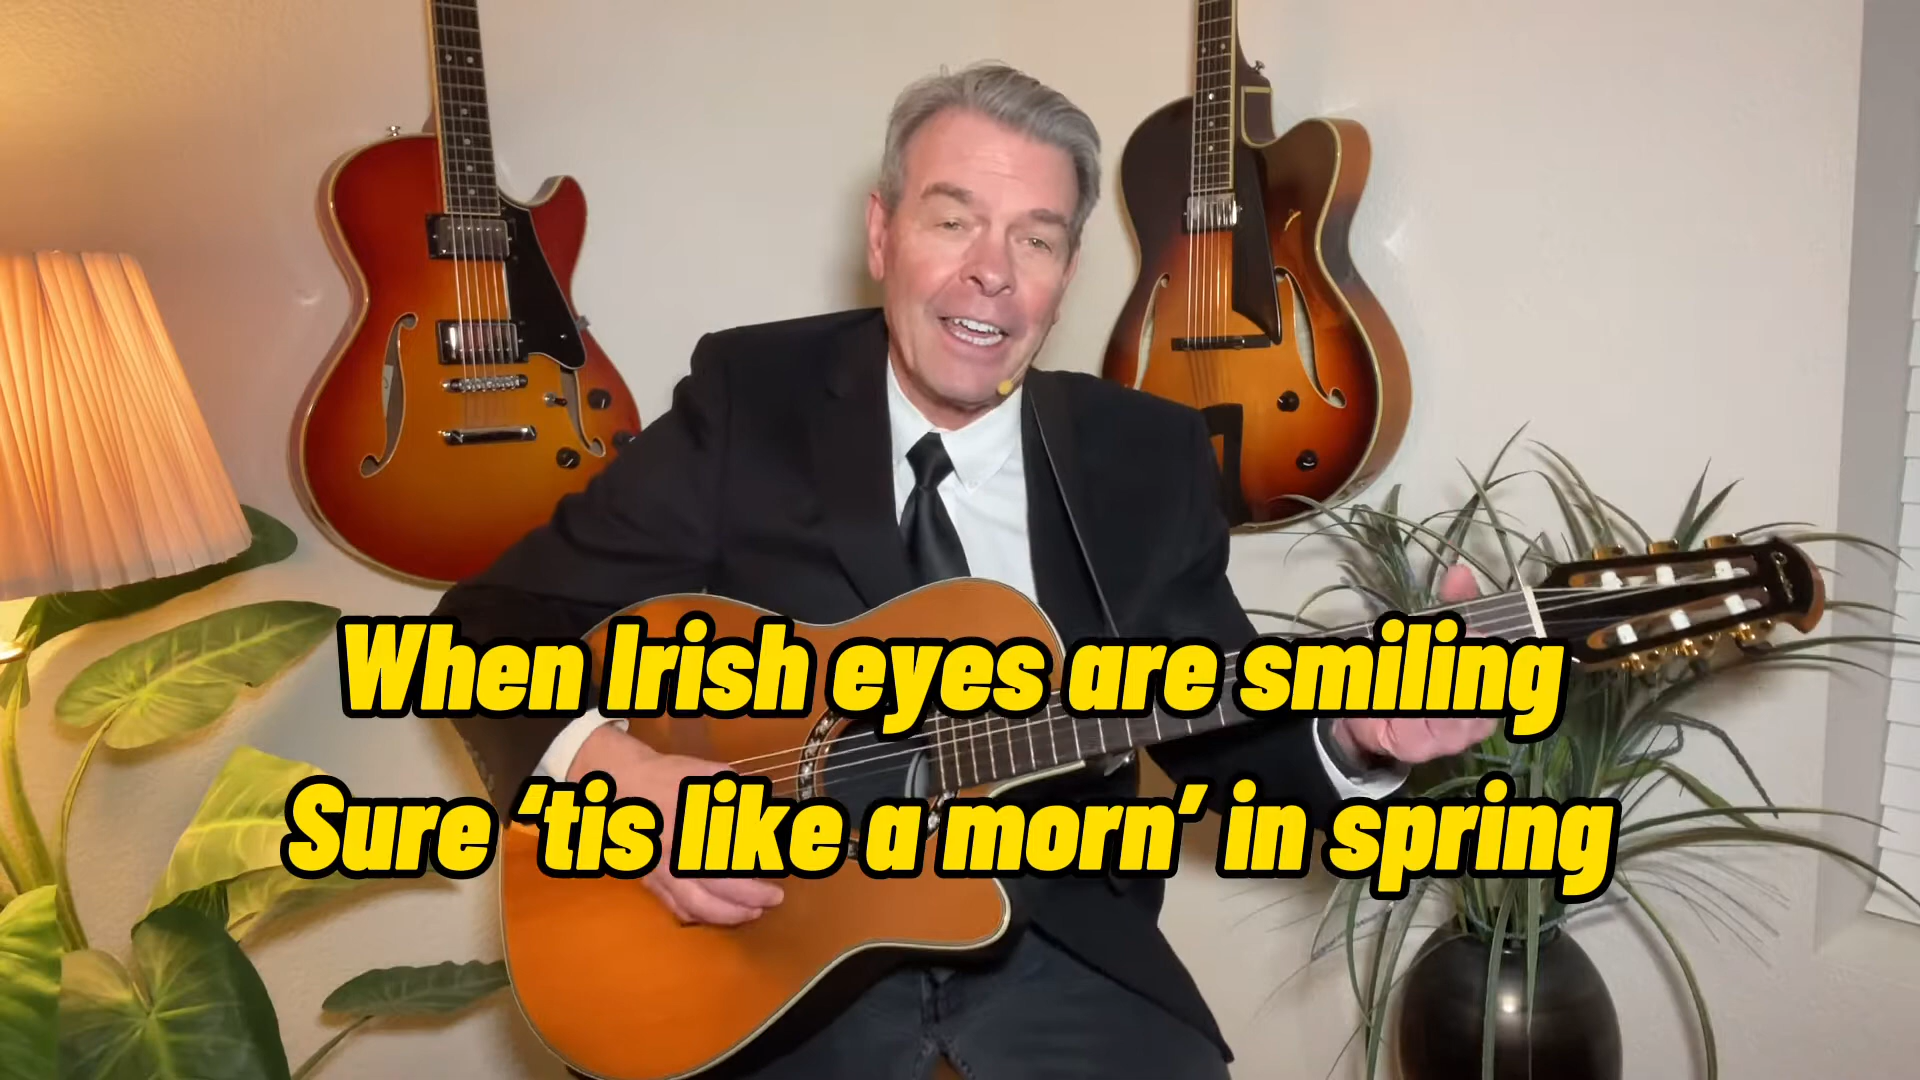 When Irish eyes are smiling
Sure ‘tis like a morn’ in spring